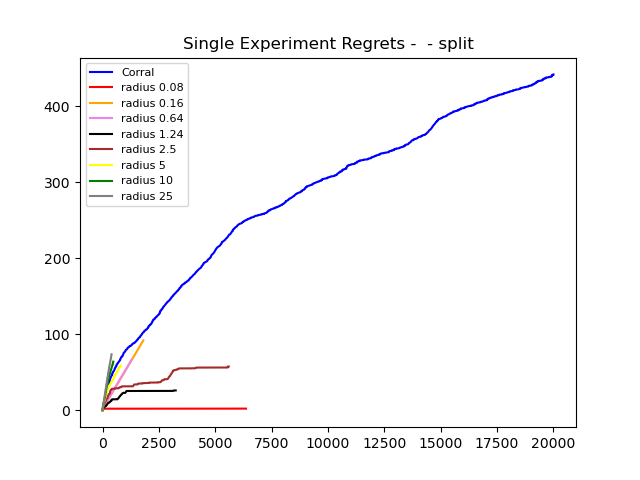 Single Experiment Regrets -  - split
Corral
radius 0.08
radius 0.16
radius 0.64
radius 1.24
radius 2.5
radius 5
radius 10
radius 25
400
300
200
100
0
0 2500 5000 7500 10000 12500 15000 17500 20000